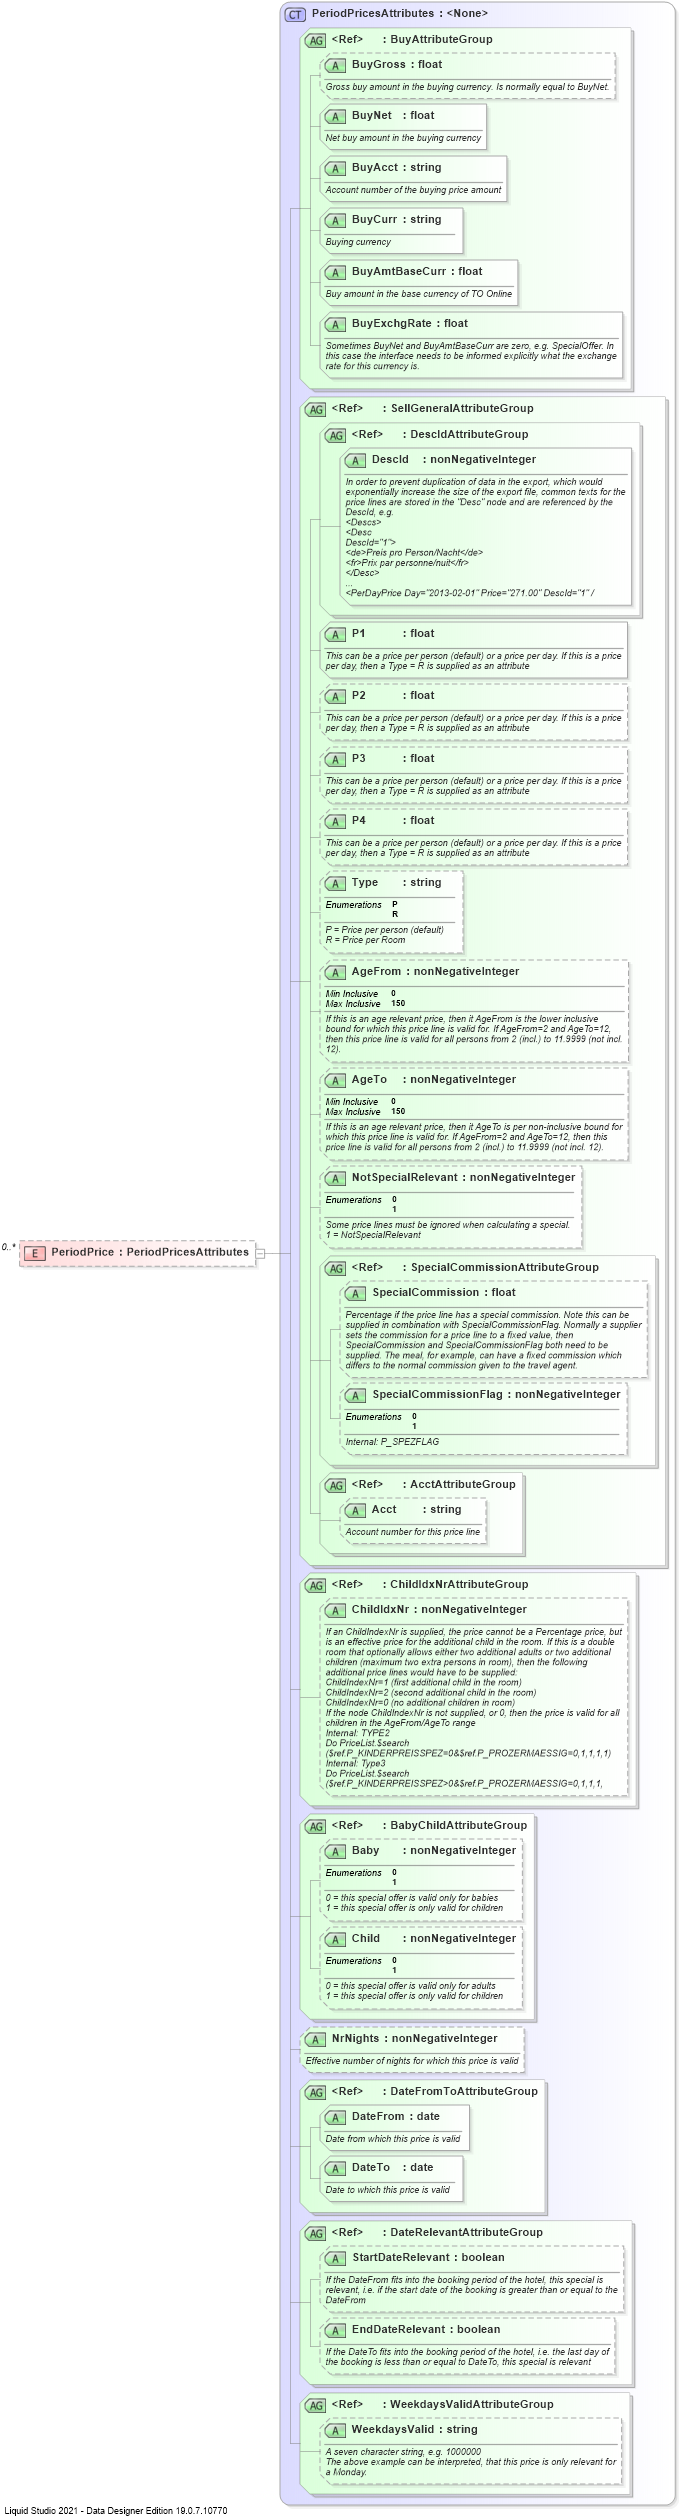 CT PeriodPricesAttributes : <None>
AG <Ref> : BuyAttributeGroup
A BuyGross : float
Gross buy amount in the buying currency. Is normally equal to BuyNet.
A BuyNet : float
Net buy amount in the buying currency
A BuyAcct : string
Account number of the buying price amount
A BuyCurr : string
Buying currency
A BuyAmtBaseCurr : float
Buy amount in the base currency of TO Online
A BuyExchgRate : float
Sometimes BuyNet and BuyAmtBaseCurr are zero, e.g. SpecialOffer. In
this case the interface needs to be informed explicitly what the exchange
rate for this currency is.
AG <Ref> : SellGeneralAttributeGroup
AG <Ref> : DescIdAttributeGroup
A DescId : nonNegativeInteger
In order to prevent duplication of data in the export, which would
exponentially increase the size of the export file, common texts for the
price lines are stored in the "Desc" node and are referenced by the
DescId, e.g.
<Descs>
<Desc
DescId="1">
<de>Preis pro Person/Nacht</de>
<fr>Prix par personne/nuit</fr>
</Desc>
...
<PerDayPrice Day="2013-02-01" Price="271.00" DescId="1" /
A P1 : float
This can be a price per person (default) or a price per day. If this is a price
per day, then a Type = R is supplied as an attribute
A P2 : float
This can be a price per person (default) or a price per day. If this is a price
per day, then a Type = R is supplied as an attribute
A P3 : float
This can be a price per person (default) or a price per day. If this is a price
per day, then a Type = R is supplied as an attribute
A P4 : float
This can be a price per person (default) or a price per day. If this is a price
per day, then a Type = R is supplied as an attribute
A Type : string
Enumerations P
R
P = Price per person (default)
R = Price per Room
A AgeFrom : nonNegativeInteger
Min Inclusive 0
Max Inclusive 150
If this is an age relevant price, then it AgeFrom is the lower inclusive
bound for which this price line is valid for. If AgeFrom=2 and AgeTo=12,
then this price line is valid for all persons from 2 (incl.) to 11.9999 (not incl.
12).
A AgeTo : nonNegativeInteger
Min Inclusive 0
Max Inclusive 150
If this is an age relevant price, then it AgeTo is per non-inclusive bound for
which this price line is valid for. If AgeFrom=2 and AgeTo=12, then this
price line is valid for all persons from 2 (incl.) to 11.9999 (not incl. 12).
A NotSpecialRelevant : nonNegativeInteger
Enumerations 0
1
Some price lines must be ignored when calculating a special.
1 = NotSpecialRelevant
0..* E PeriodPrice : PeriodPricesAttributes
AG <Ref> : SpecialCommissionAttributeGroup
A SpecialCommission : float
Percentage if the price line has a special commission. Note this can be
supplied in combination with SpecialCommissionFlag. Normally a supplier
sets the commission for a price line to a fixed value, then
SpecialCommission and SpecialCommissionFlag both need to be
supplied. The meal, for example, can have a fixed commission which
differs to the normal commission given to the travel agent.
A SpecialCommissionFlag : nonNegativeInteger
Enumerations 0
1
Internal: P_SPEZFLAG
AG <Ref> : AcctAttributeGroup
A Acct : string
Account number for this price line
AG <Ref> : ChildIdxNrAttributeGroup
A ChildIdxNr : nonNegativeInteger
If an ChildIndexNr is supplied, the price cannot be a Percentage price, but
is an effective price for the additional child in the room. If this is a double
room that optionally allows either two additional adults or two additional
children (maximum two extra persons in room), then the following
additional price lines would have to be supplied:
ChildIndexNr=1 (first additional child in the room)
ChildIndexNr=2 (second additional child in the room)
ChildIndexNr=0 (no additional children in room)
If the node ChildIndexNr is not supplied, or 0, then the price is valid for all
children in the AgeFrom/AgeTo range
Internal: TYPE2
Do PriceList.$search
($ref.P_KINDERPREISSPEZ=0&$ref.P_PROZERMAESSIG=0,1,1,1,1)
Internal: Type3
Do PriceList.$search
($ref.P_KINDERPREISSPEZ>0&$ref.P_PROZERMAESSIG=0,1,1,1,
AG <Ref> : BabyChildAttributeGroup
A Baby : nonNegativeInteger
Enumerations 0
1
0 = this special offer is valid only for babies
1 = this special offer is only valid for children
A Child : nonNegativeInteger
Enumerations 0
1
0 = this special offer is valid only for adults
1 = this special offer is only valid for children
A NrNights : nonNegativeInteger
Effective number of nights for which this price is valid
AG <Ref> : DateFromToAttributeGroup
A DateFrom : date
Date from which this price is valid
A DateTo : date
Date to which this price is valid
AG <Ref> : DateRelevantAttributeGroup
A StartDateRelevant : boolean
If the DateFrom fits into the booking period of the hotel, this special is
relevant, i.e. if the start date of the booking is greater than or equal to the
DateFrom
A EndDateRelevant : boolean
If the DateTo fits into the booking period of the hotel, i.e. the last day of
the booking is less than or equal to DateTo, this special is relevant
AG <Ref> : WeekdaysValidAttributeGroup
A WeekdaysValid : string
A seven character string, e.g. 1000000
The above example can be interpreted, that this price is only relevant for
a Monday.
Liquid Studio 2021 - Data Designer Edition 19.0.7.10770